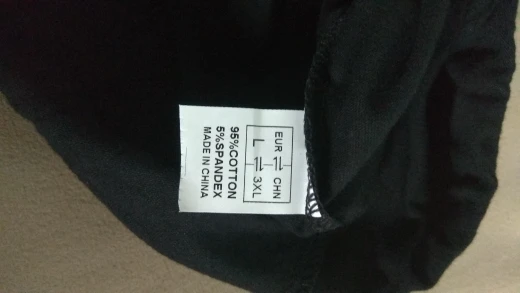 EUR ⇌ CHN
L ⇌ 3XL
95%COTTON
5%SPANDEX
MADE IN CHINA